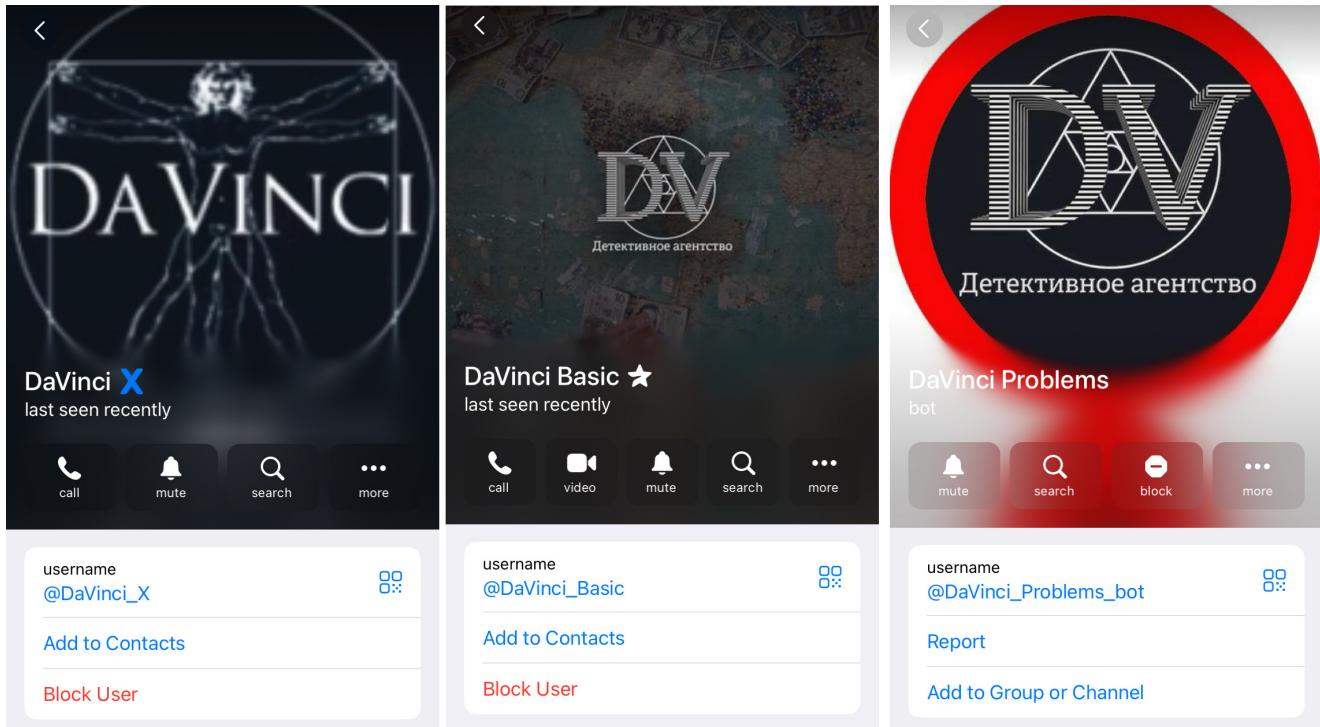 DAVINCI
DaVinci X
last seen recently
call
mute
search
more
username
@DaVinci_X
Add to Contacts
Block User
DV
Детективное агентство
DaVinci Basic
last seen recently
call
video
mute
search
more
username
@DaVinci_Basic
Add to Contacts
Block User
DV
Детективное агентство
DaVinci Problems
bot
mute
search
block
more
username
@DaVinci_Problems_bot
Report
Add to Group or Channel